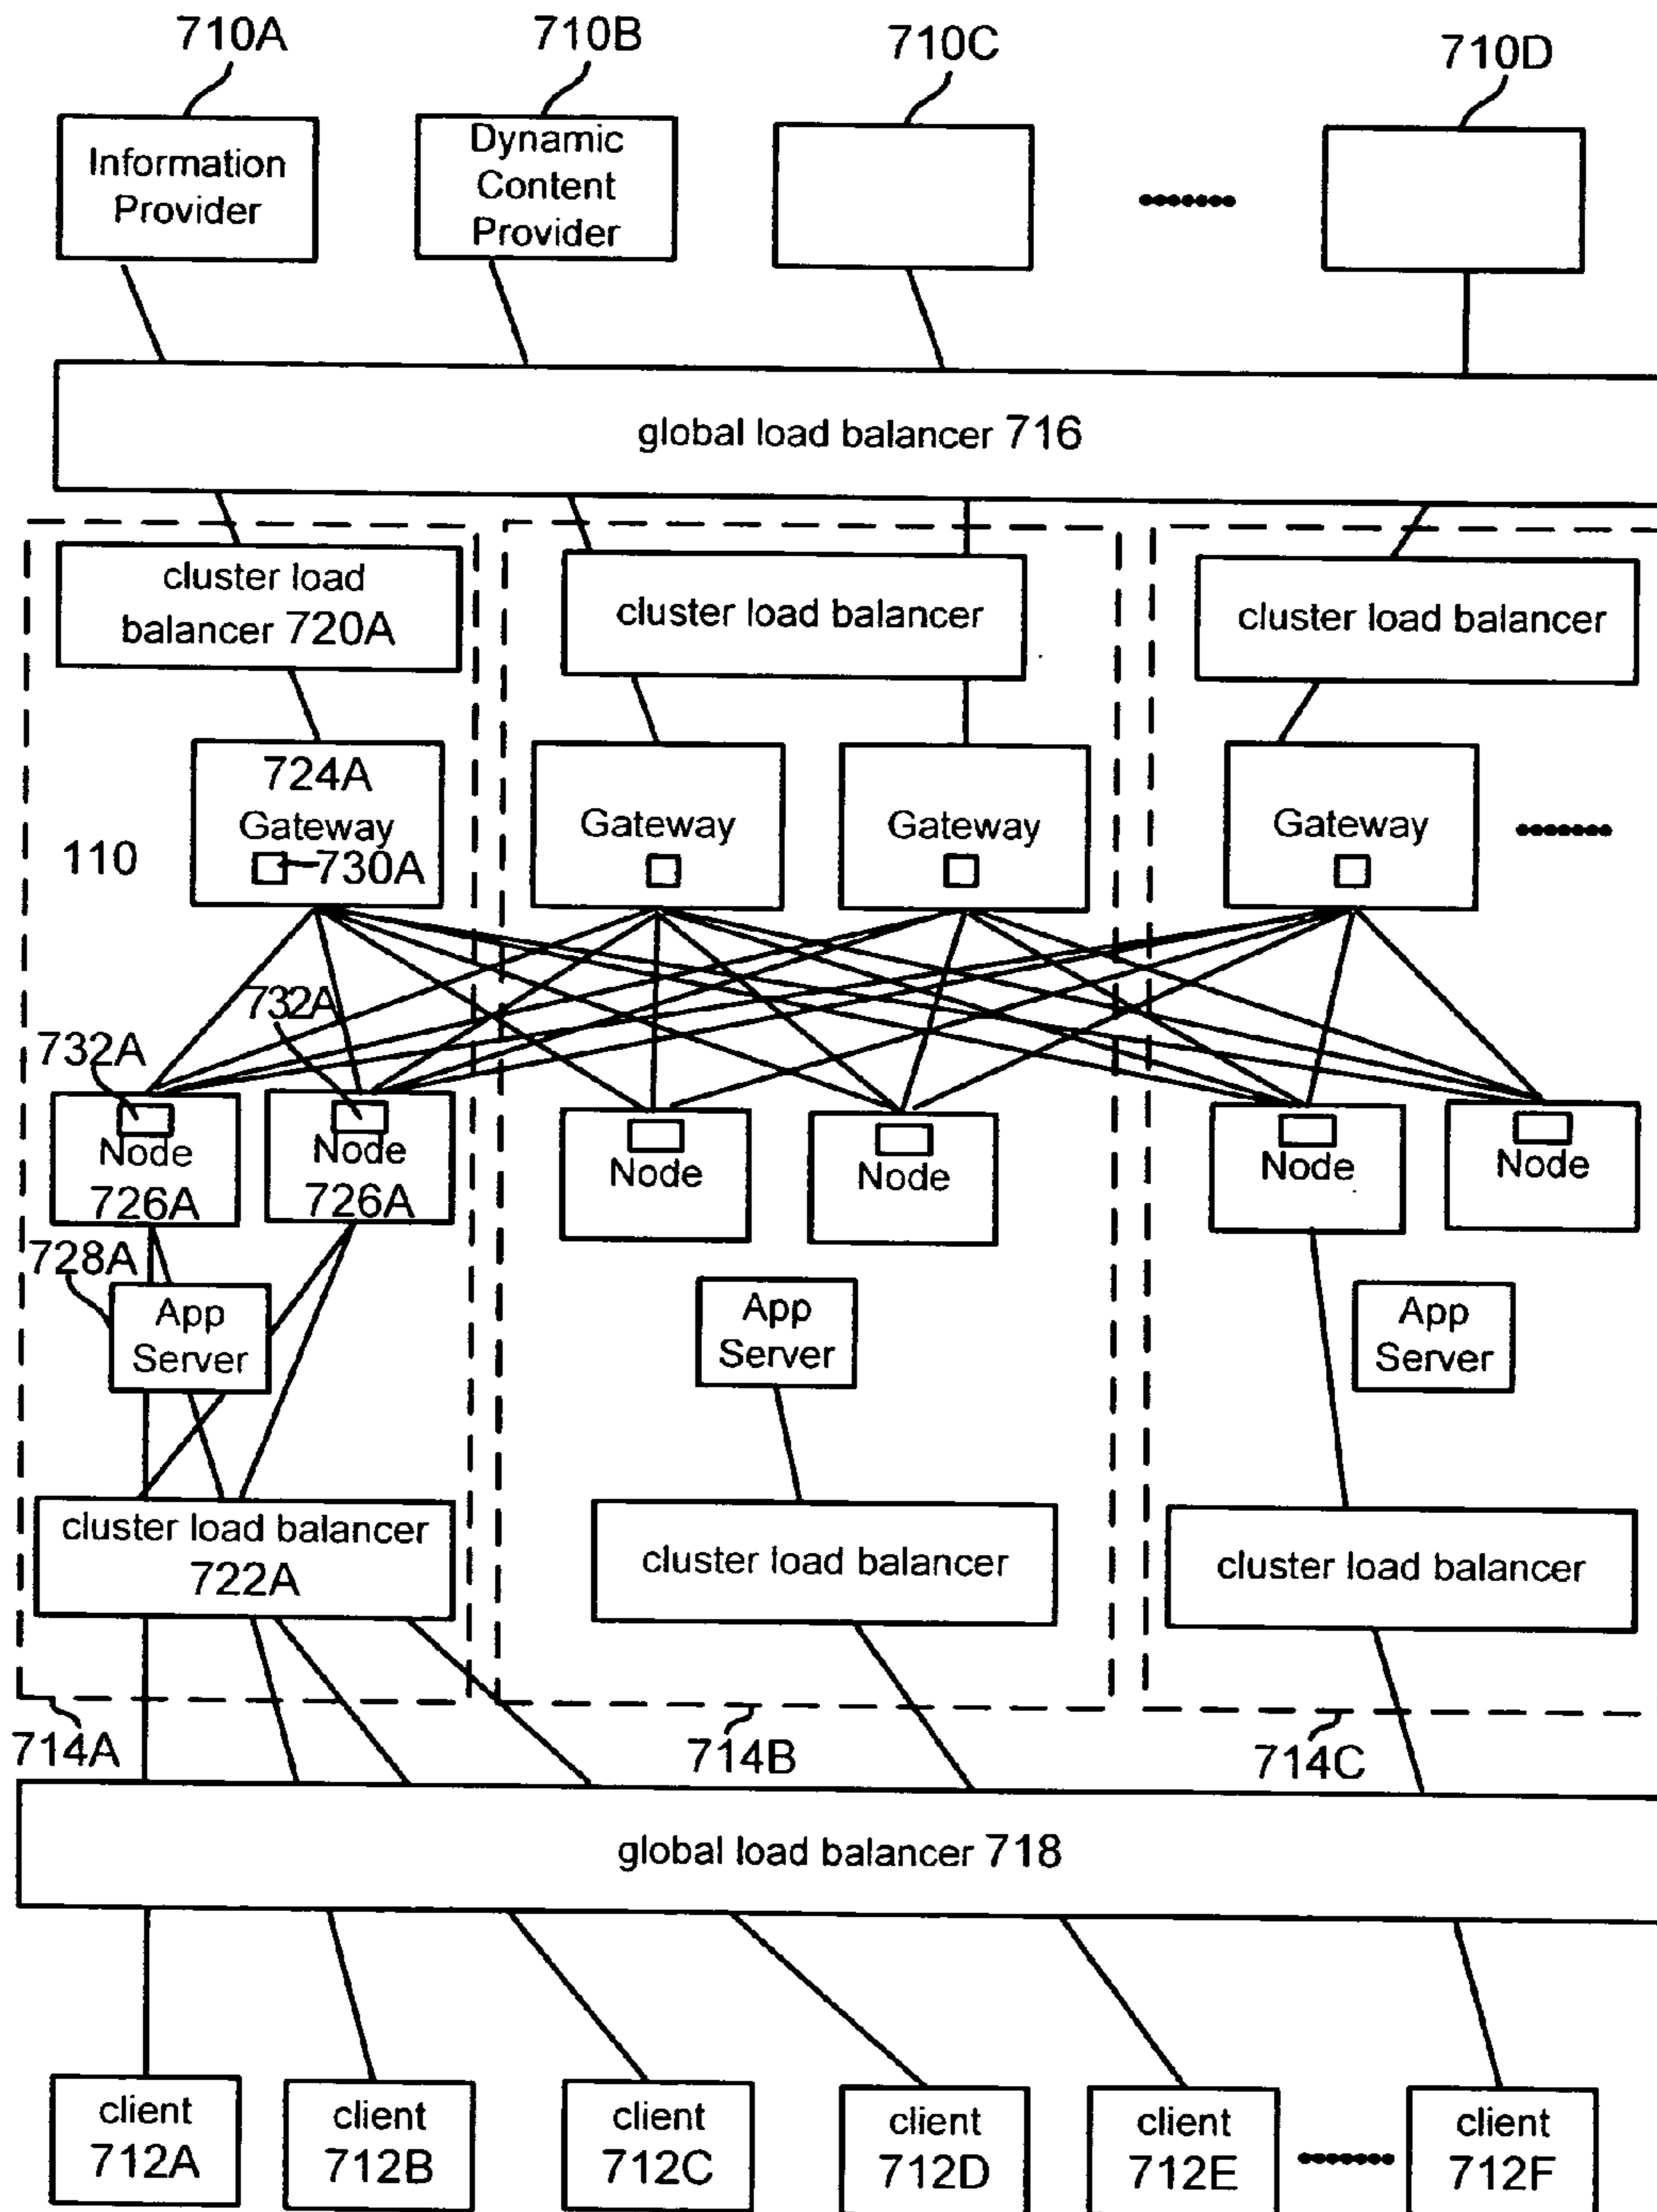 710A
710B
710C
710D
Information
Provider
Dynamic
Content
Provider
global load balancer 716
cluster load
balancer 720A
cluster load balancer
cluster load balancer
724A
Gateway
730A
Gateway
Gateway
Gateway
110
732A
732A
Node
726A
Node
726A
Node
Node
Node
Node
728A
App
Server
App
Server
App
Server
cluster load balancer
722A
cluster load balancer
cluster load balancer
714A
714B
714C
global load balancer 718
client
712A
client
712B
client
712C
client
712D
client
712E
client
712F